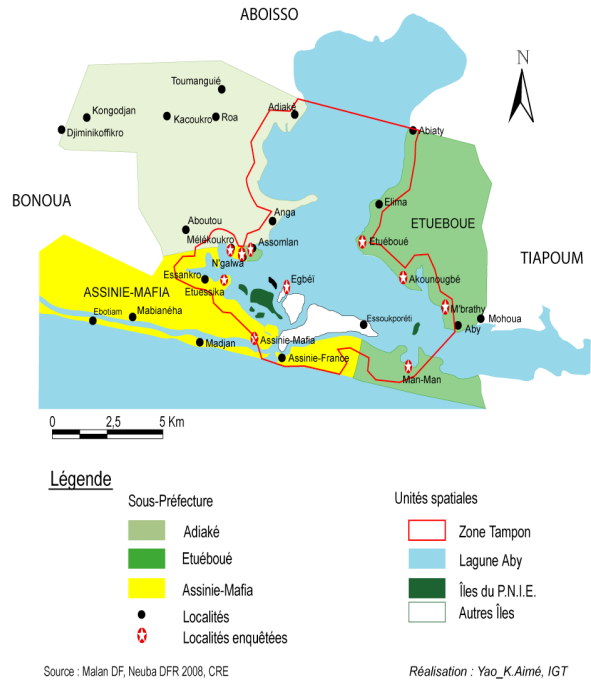 ABOISSO
N
Toumanguié
Adiaké
Kongodjan
Kacoukro
Roa
Djiminikoffikro
Abiaty
Elima
BONOUA
Anga
ETUEBOUE
Aboutou
Mélékoukro
Assomlan
Etuéboué
TIAPOUM
N'galwa
Essankro
Egbéï
Akounougbé
Etuessika
ASSINIE-MAFIA
M'brathy
Ebotiam
Mabianéha
Essoukporéti
Mohoua
Aby
Madjan
Assinie-Mafia
Assinie-France
Man-Man
0 2,5 5 Km
Légende
Sous-Préfecture
Adiaké
Etuéboué
Assinie-Mafia
Localités
Localités enquêtées
Unités spatiales
Zone Tampon
Lagune Aby
Îles du P.N.I.E.
Autres Îles
Source : Malan DF, Neuba DFR 2008, CRE
Réalisation : Yao_K.Aimé, IGT